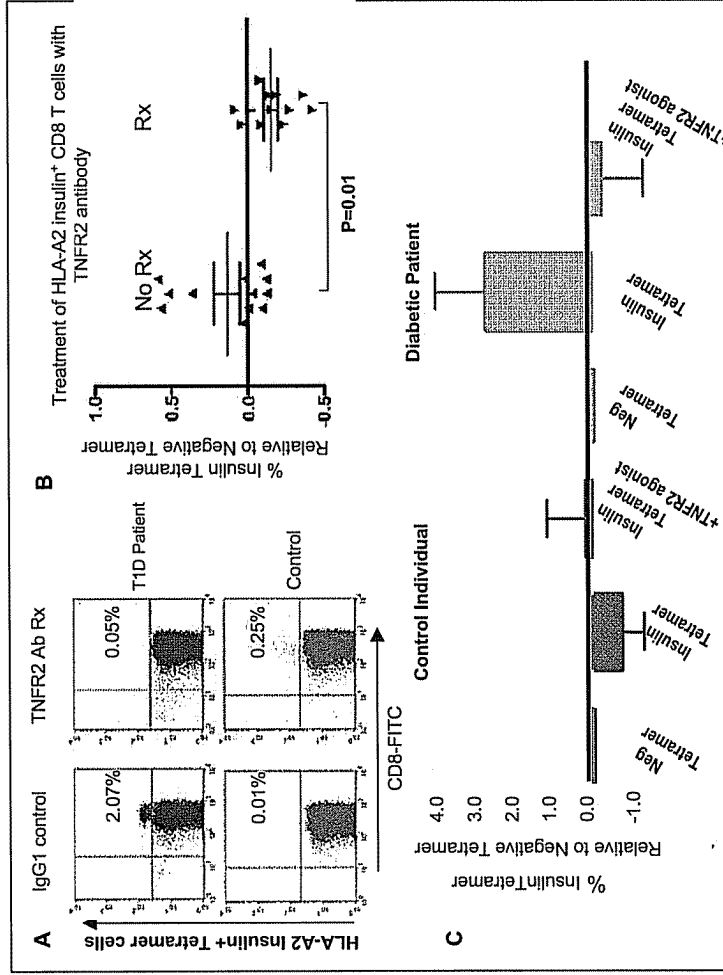 A
IgG1 control
TNFR2 Ab Rx
2.07%
0.05%
T1D Patient
0.01%
0.25%
Control
HLA-A2 Insulin+ Tetramer cells
CD8-FITC
B
Treatment of HLA-A2 insulin+ CD8 T cells with
TNFR2 antibody
% Insulin Tetramer
Relative to Negative Tetramer
1.0
0.5
0.0
-0.5
No Rx
Rx
P=0.01
C
% InsulinTetramer
Relative to Negative Tetramer
4.0
3.0
2.0
1.0
0.0
-1.0
Control Individual
Diabetic Patient
Neg
Tetramer
Insulin
Tetramer
Insulin
Tetramer
+TNFR2 agonist
Neg
Tetramer
Insulin
Tetramer
Insulin
Tetramer
+TNFR2 agonist